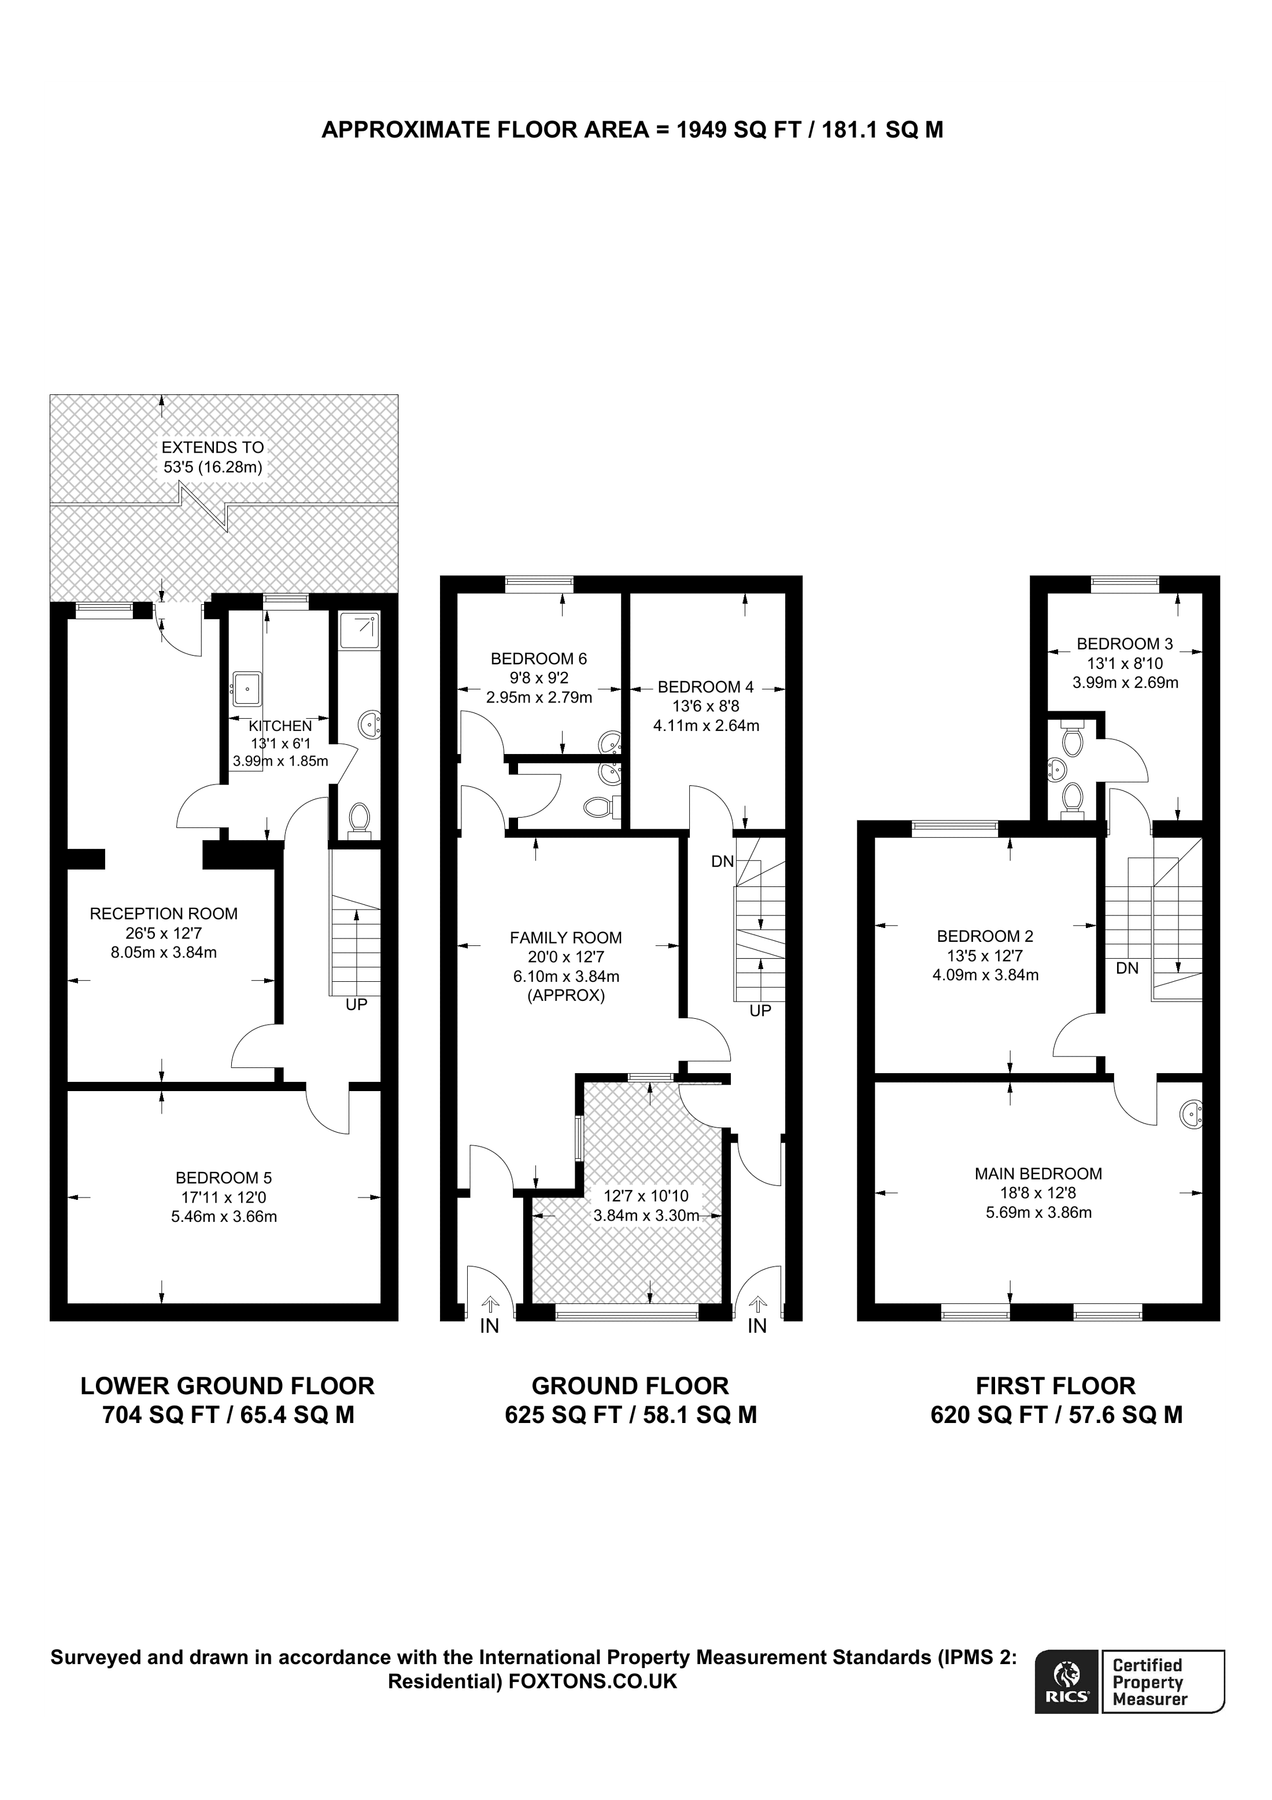 APPROXIMATE FLOOR AREA = 1949 SQ FT / 181.1 SQ M
EXTENDS TO
53'5 (16.28m)
KITCHEN
13'1 x 6'1
3.99m x 1.85m
RECEPTION ROOM
26'5 x 12'7
8.05m x 3.84m
UP
BEDROOM 5
17'11 x 12'0
5.46m x 3.66m
LOWER GROUND FLOOR
704 SQ FT / 65.4 SQ M
BEDROOM 6
9'8 x 9'2
2.95m x 2.79m
BEDROOM 4
13'6 x 8'8
4.11m x 2.64m
DN
FAMILY ROOM
20'0 x 12'7
6.10m x 3.84m
(APPROX)
UP
12'7 x 10'10
3.84m x 3.30m
IN
IN
GROUND FLOOR
625 SQ FT / 58.1 SQ M
BEDROOM 3
13'1 x 8'10
3.99m x 2.69m
BEDROOM 2
13'5 x 12'7
4.09m x 3.84m
DN
MAIN BEDROOM
18'8 x 12'8
5.69m x 3.86m
FIRST FLOOR
620 SQ FT / 57.6 SQ M
Surveyed and drawn in accordance with the International Property Measurement Standards (IPMS 2:
Residential) FOXTONS.CO.UK
RICS
Certified
Property
Measurer